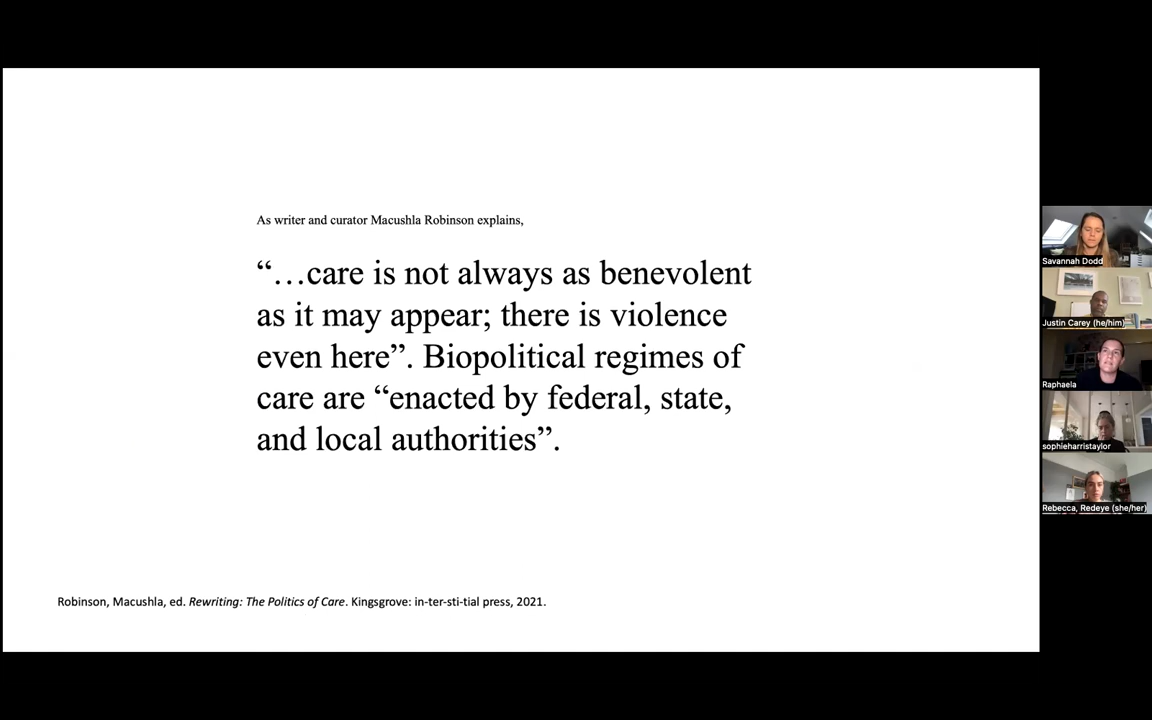 As writer and curator Macushla Robinson explains,
“…care is not always as benevolent
as it may appear; there is violence
even here”. Biopolitical regimes of
care are “enacted by federal, state,
and local authorities”.
Robinson, Macushla, ed. Rewriting: The Politics of Care. Kingsgrove: in-ter-sti-tial press, 2021.
Savannah Dodd
Justin Carey (he/him)
Raphaela
sophieharristaylor
Rebecca, Redeye (she/her)